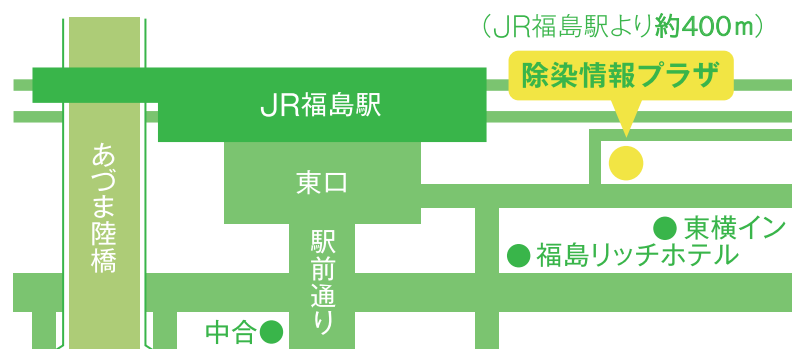 （JR福島駅より約400m）
除染情報プラザ
JR福島駅
あづま陸橋
東口
駅前通り
東横イン
福島リッチホテル
中合